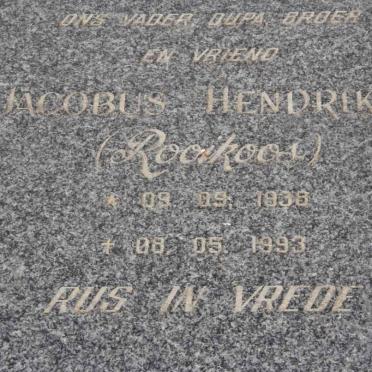 ONS VADER, OUPA, BROER
EN VRIEND
JACOBUS HENDRIK
(Rooikoos)
* 09. 09. 1938
† 08. 05. 1993
RUS IN VREDE